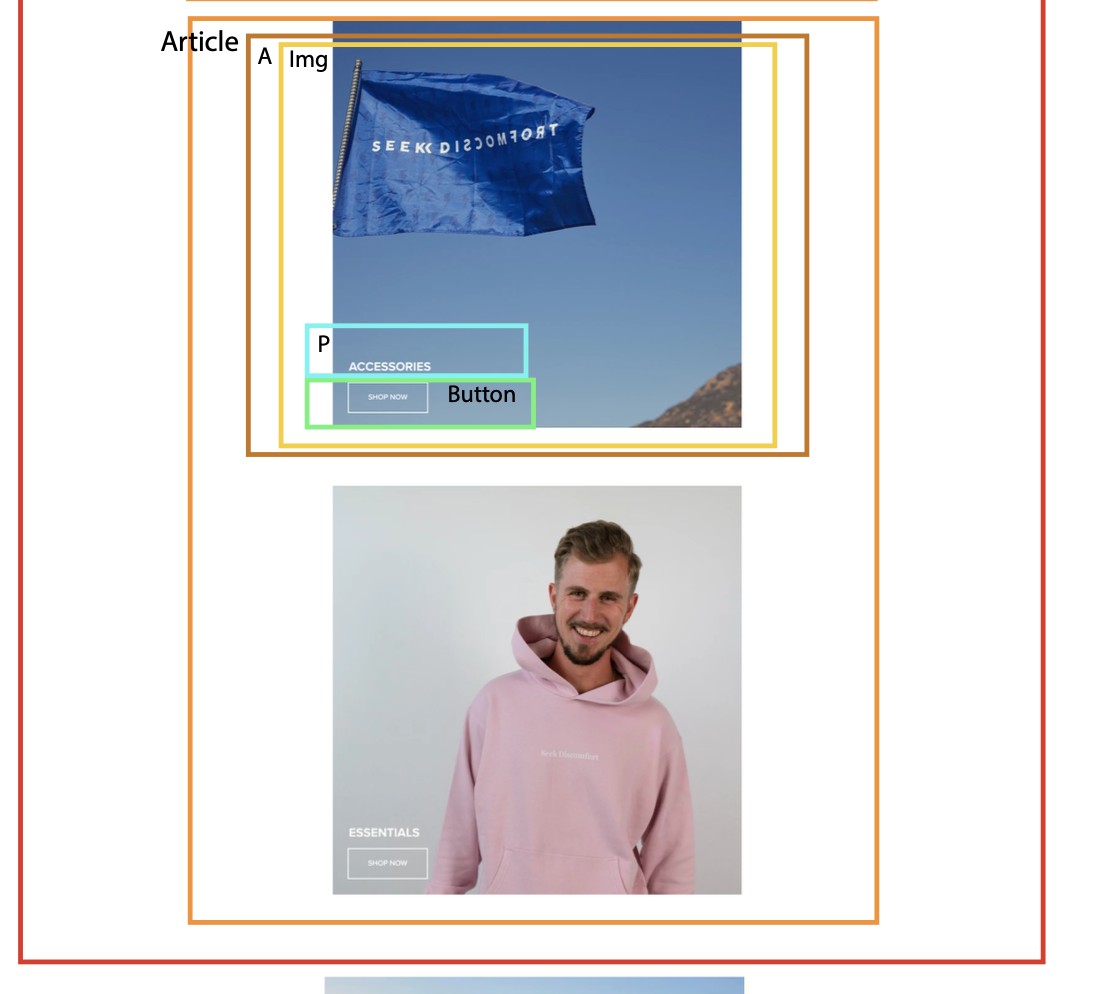 Article
A
Img
SEEK DISCOMFORT
P
ACCESSORIES
SHOP NOW
Button
Seek Discomfort
ESSENTIALS
SHOP NOW